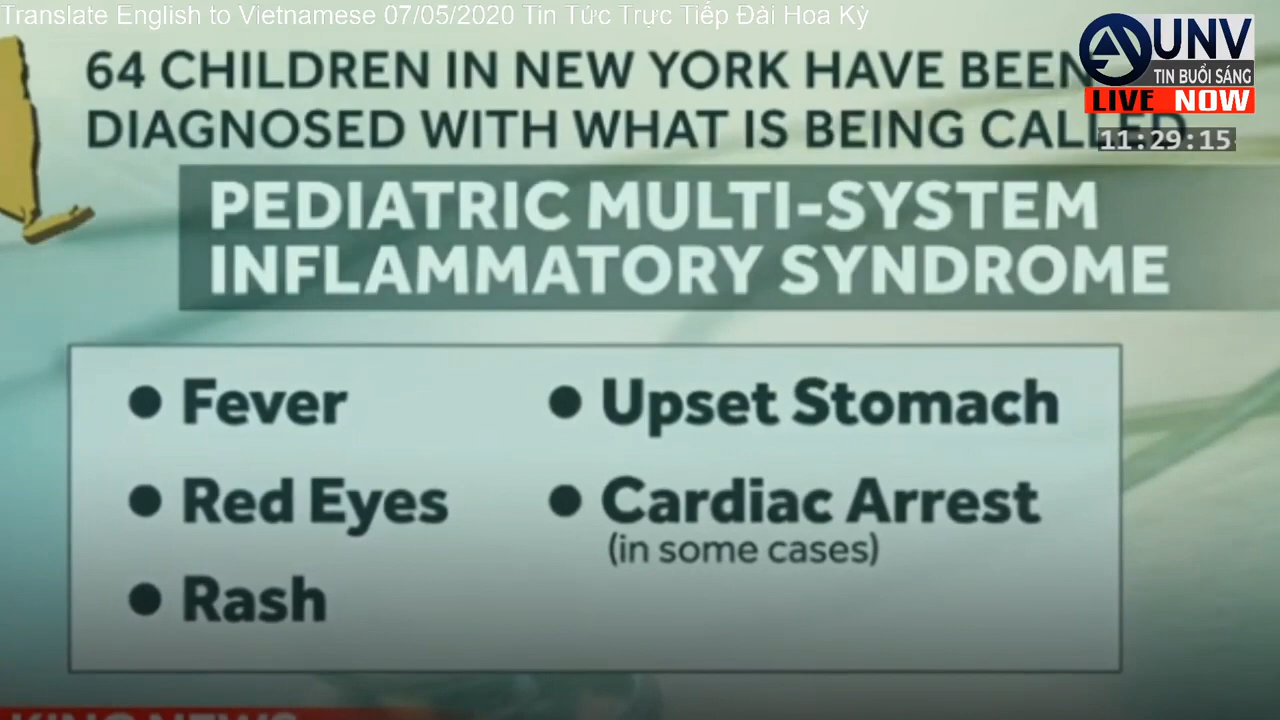 Translate English to Vietnamese 07/05/2020 Tin Tức Trực Tiếp Đài Hoa Kỳ
UNV
TIN BUỔI SÁNG
LIVE NOW
11:29:15
64 CHILDREN IN NEW YORK HAVE BEEN
DIAGNOSED WITH WHAT IS BEING CALLED
PEDIATRIC MULTI-SYSTEM
INFLAMMATORY SYNDROME
Fever
Red Eyes
Rash
Upset Stomach
Cardiac Arrest
(in some cases)
NEWS